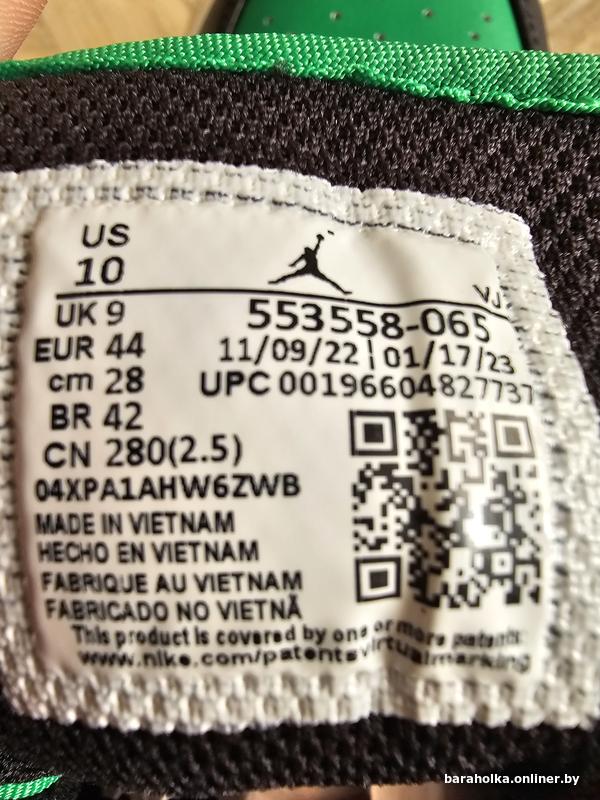 US
10
VJ
UK 9
553558-065
EUR 44
11/09/22 | 01/17/23
cm 28
UPC 00196604827737
BR 42
CN 280(2.5)
04XPA1AHW6ZWB
MADE IN VIETNAM
HECHO EN VIETNAM
FABRIQUE AU VIETNAM
FABRICADO NO VIETNÃ
This product is covered by one or more patents:
www.nike.com/patentsvirtualmarking
baraholka.onliner.by